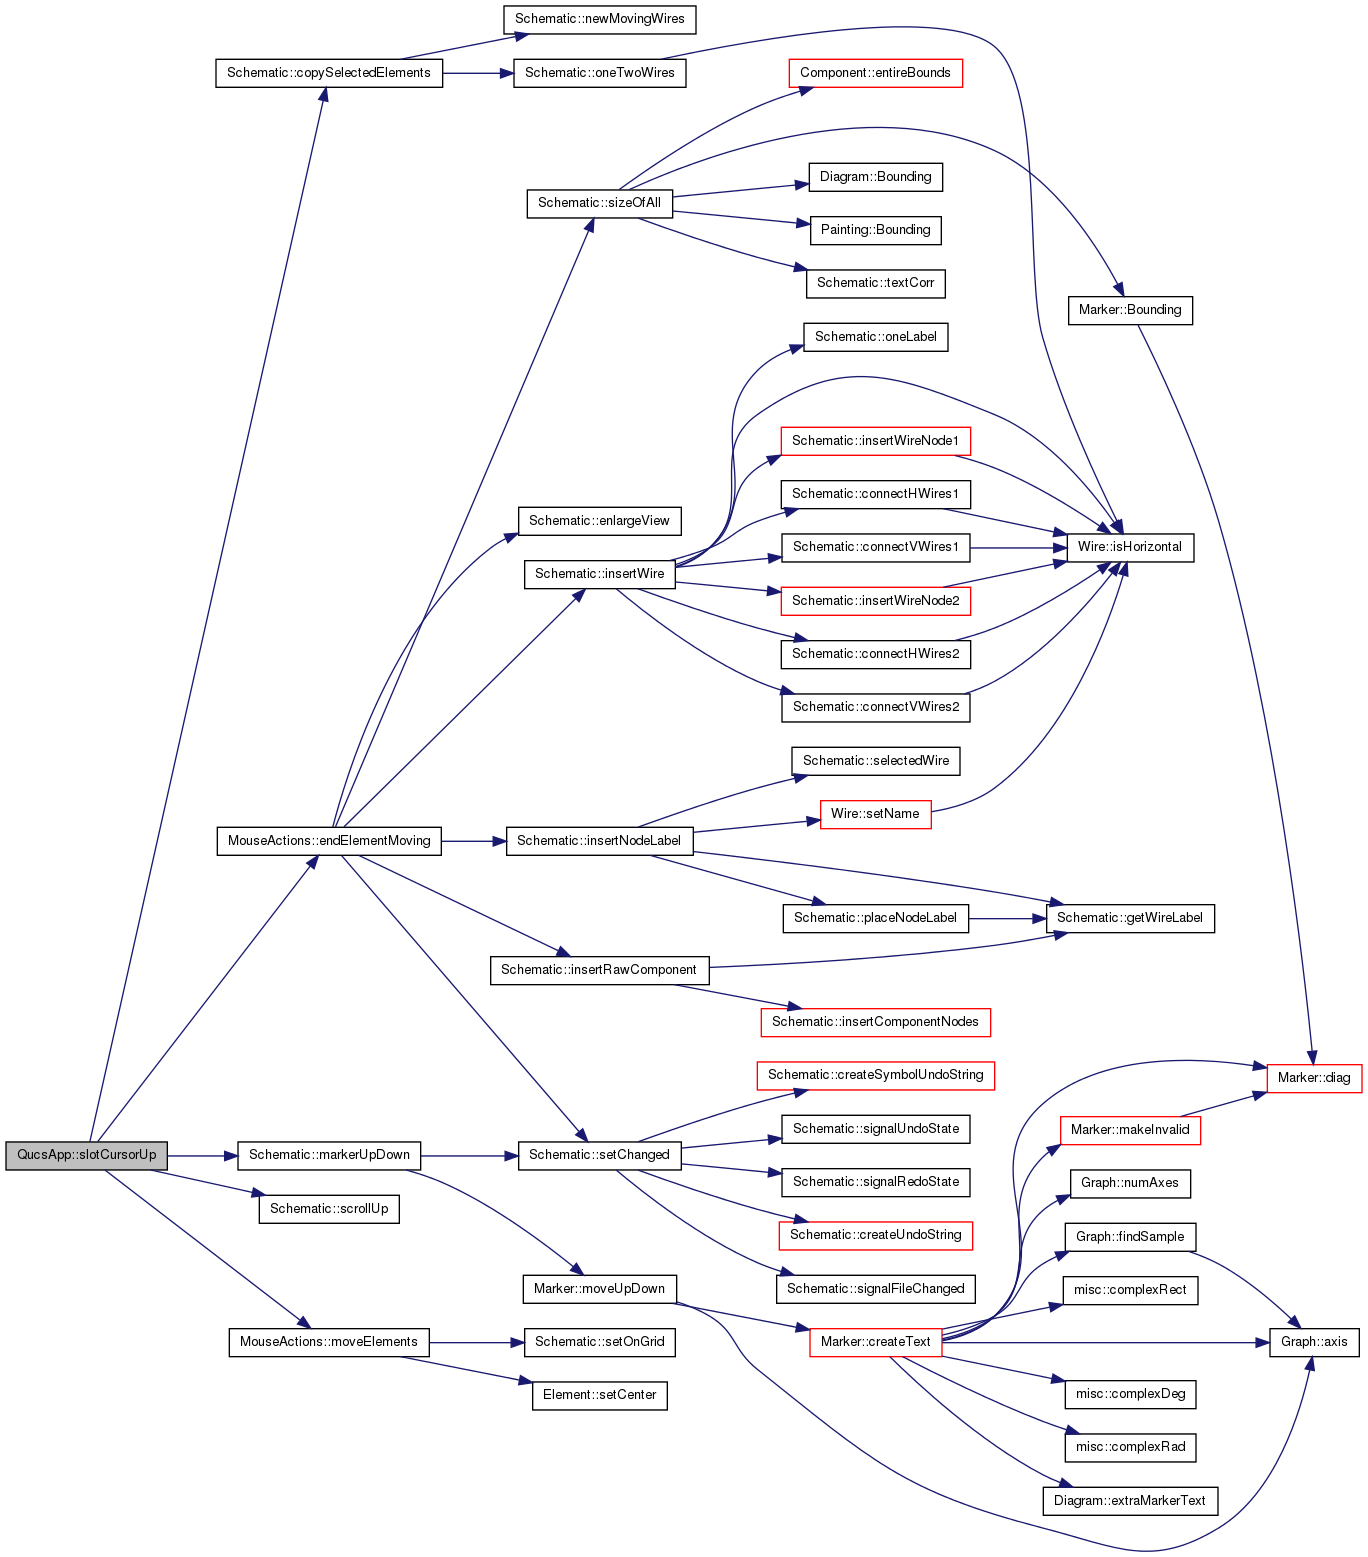 Schematic::newMovingWires
Schematic::copySelectedElements
Schematic::oneTwoWires
Component::entireBounds
Diagram::Bounding
Schematic::sizeOfAll
Painting::Bounding
Schematic::textCorr
Marker::Bounding
Schematic::oneLabel
Schematic::insertWireNode1
Schematic::connectHWires1
Schematic::enlargeView
Schematic::connectVWires1
Wire::isHorizontal
Schematic::insertWire
Schematic::insertWireNode2
Schematic::connectHWires2
Schematic::connectVWires2
Schematic::selectedWire
Wire::setName
MouseActions::endElementMoving
Schematic::insertNodeLabel
Schematic::placeNodeLabel
Schematic::getWireLabel
Schematic::insertRawComponent
Schematic::insertComponentNodes
Schematic::createSymbolUndoString
Marker::diag
Schematic::signalUndoState
Marker::makeInvalid
QucsApp::slotCursorUp
Schematic::markerUpDown
Schematic::setChanged
Schematic::signalRedoState
Graph::numAxes
Schematic::scrollUp
Schematic::createUndoString
Graph::findSample
Marker::moveUpDown
Schematic::signalFileChanged
misc::complexRect
MouseActions::moveElements
Schematic::setOnGrid
Marker::createText
Graph::axis
Element::setCenter
misc::complexDeg
misc::complexRad
Diagram::extraMarkerText